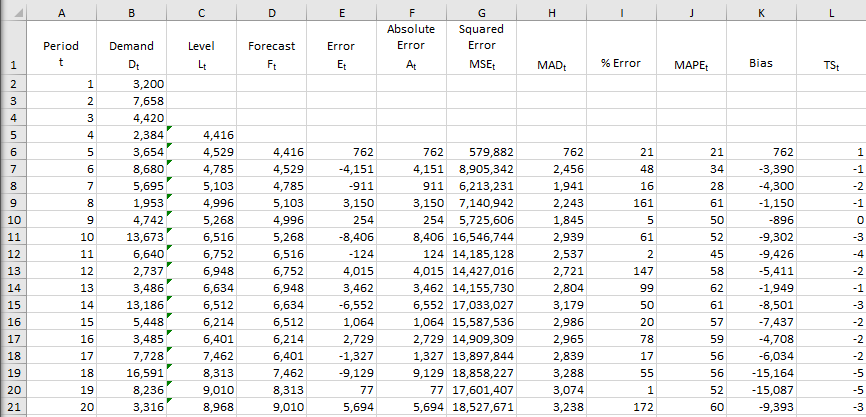 A B C D E F G H I J K L
1 Period t Demand Dt Level Lt Forecast Ft Error Et Absolute Error At Squared Error MSEt MADt % Error MAPEt Bias TSt
2 1 3,200
3 2 7,658
4 3 4,420
5 4 2,384 4,416
6 5 3,654 4,529 4,416 762 762 579,882 762 21 21 762 1
7 6 8,680 4,785 4,529 -4,151 4,151 8,905,342 2,456 48 34 -3,390 -1
8 7 5,695 5,103 4,785 -911 911 6,213,231 1,941 16 28 -4,300 -2
9 8 1,953 4,996 5,103 3,150 3,150 7,140,942 2,243 161 61 -1,150 -1
10 9 4,742 5,268 4,996 254 254 5,725,606 1,845 5 50 -896 0
11 10 13,673 6,516 5,268 -8,406 8,406 16,546,744 2,939 61 52 -9,302 -3
12 11 6,640 6,752 6,516 -124 124 14,185,128 2,537 2 45 -9,426 -4
13 12 2,737 6,948 6,752 4,015 4,015 14,427,016 2,721 147 58 -5,411 -2
14 13 3,486 6,634 6,948 3,462 3,462 14,155,730 2,804 99 62 -1,949 -1
15 14 13,186 6,512 6,634 -6,552 6,552 17,033,027 3,179 50 61 -8,501 -3
16 15 5,448 6,214 6,512 1,064 1,064 15,587,536 2,986 20 57 -7,437 -2
17 16 3,485 6,401 6,214 2,729 2,729 14,909,309 2,965 78 59 -4,708 -2
18 17 7,728 7,462 6,401 -1,327 1,327 13,897,844 2,839 17 56 -6,034 -2
19 18 16,591 8,313 7,462 -9,129 9,129 18,858,227 3,288 55 56 -15,164 -5
20 19 8,236 9,010 8,313 77 77 17,601,407 3,074 1 52 -15,087 -5
21 20 3,316 8,968 9,010 5,694 5,694 18,527,671 3,238 172 60 -9,393 -3